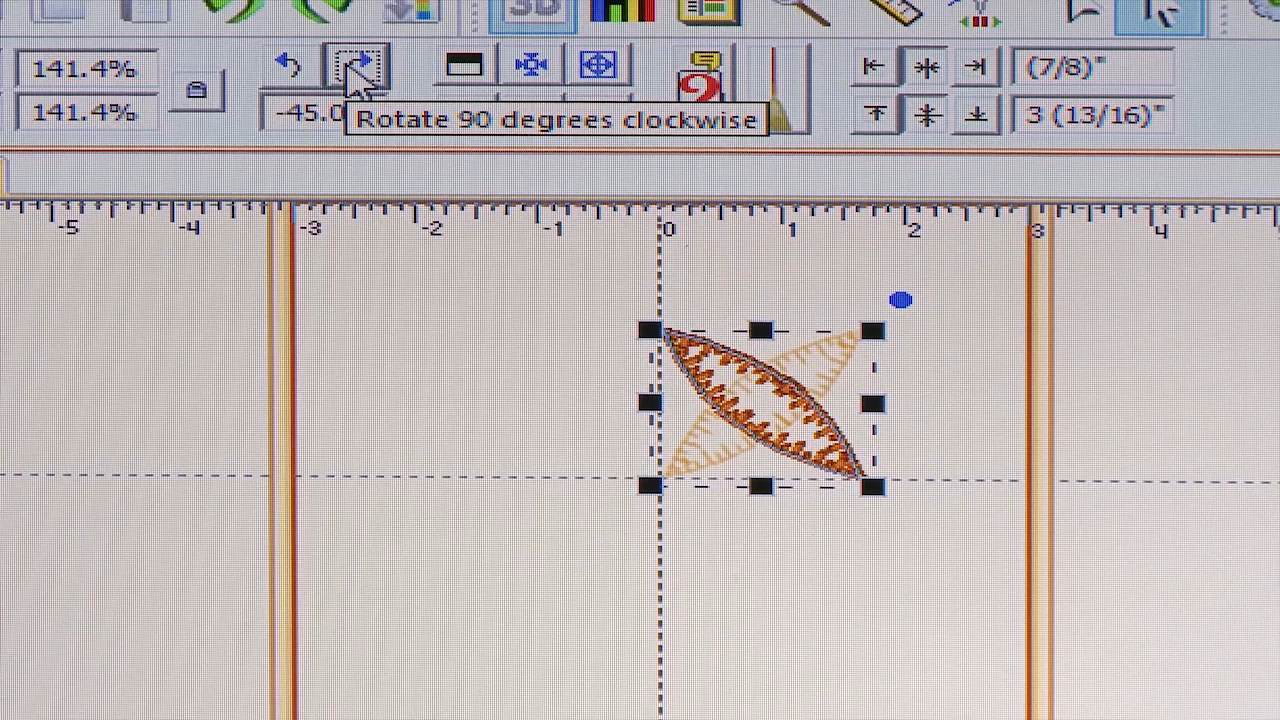 3D
141.4%
(7/8)"
141.4%
-45.0
Rotate 90 degrees clockwise
3 (13/16)"
-5 -4 -3 -2 -1 0 1 2 3 4